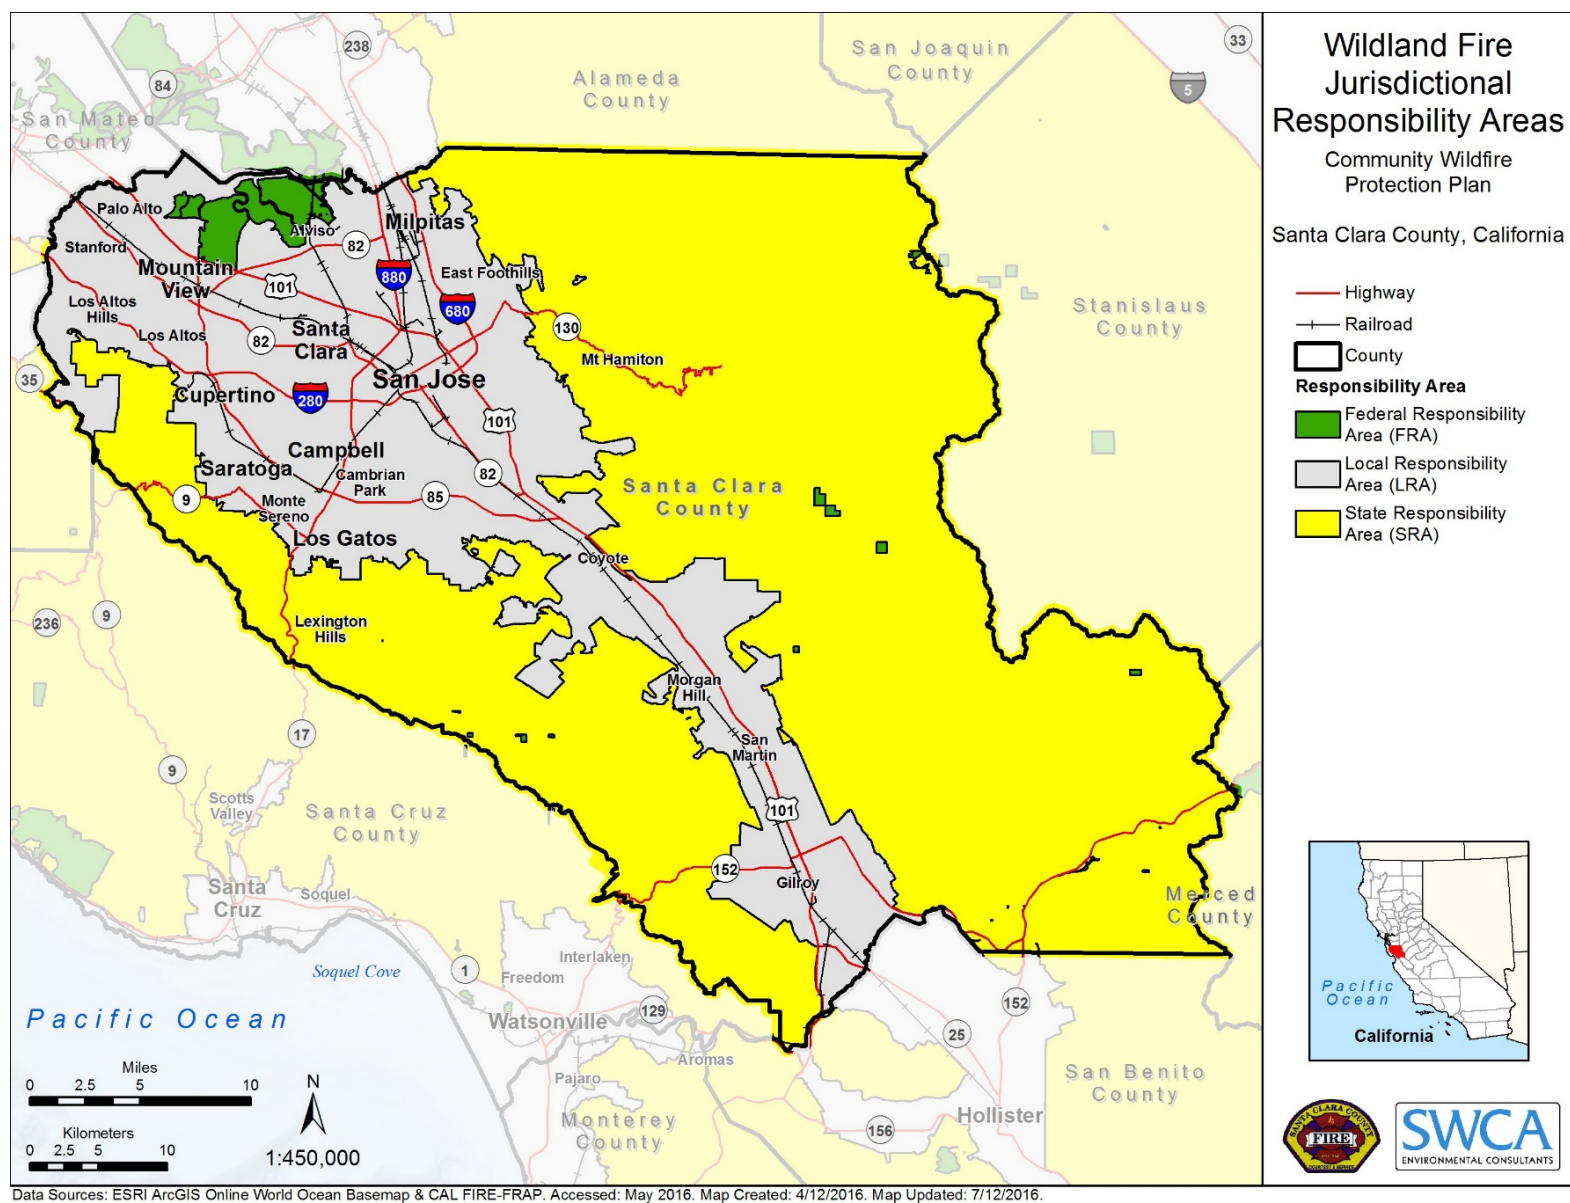 Wildland Fire
Jurisdictional
Responsibility Areas
Community Wildfire
Protection Plan
Santa Clara County, California
Highway
Railroad
County
Responsibility Area
Federal Responsibility
Area (FRA)
Local Responsibility
Area (LRA)
State Responsibility
Area (SRA)
238
84
San Mateo
County
Alameda
County
San Joaquin
County
33
5
Palo Alto
Stanford
Alviso
Milpitas
82
Mountain
View
101
880
East Foothills
680
Los Altos
Hills
Los Altos
82
Santa
Clara
130
Mt Hamiton
Stanislaus
County
35
Cupertino
280
San Jose
101
Campbell
Saratoga
Cambrian
Park
82
85
9
Monte
Sereno
Los Gatos
Santa Clara
County
Coyote
236
9
Lexington
Hills
Morgan
Hill
17
San
Martin
9
Scotts
Valley
Santa Cruz
County
101
152
Gilroy
Santa
Cruz
Soquel
Merced
County
Soquel Cove
1
Interlaken
Freedom
Watsonville
129
152
25
Aromas
Pajaro
Monterey
County
156
Hollister
San Benito
County
Pacific Ocean
Miles
0 2.5 5 10
Kilometers
0 2.5 5 10
N
1:450,000
Pacific
Ocean
California
SANTA CLARA COUNTY
FIRE
COURTESY & SERVICE
SWCA
ENVIRONMENTAL CONSULTANTS
Data Sources: ESRI ArcGIS Online World Ocean Basemap & CAL FIRE-FRAP. Accessed: May 2016. Map Created: 4/12/2016. Map Updated: 7/12/2016.